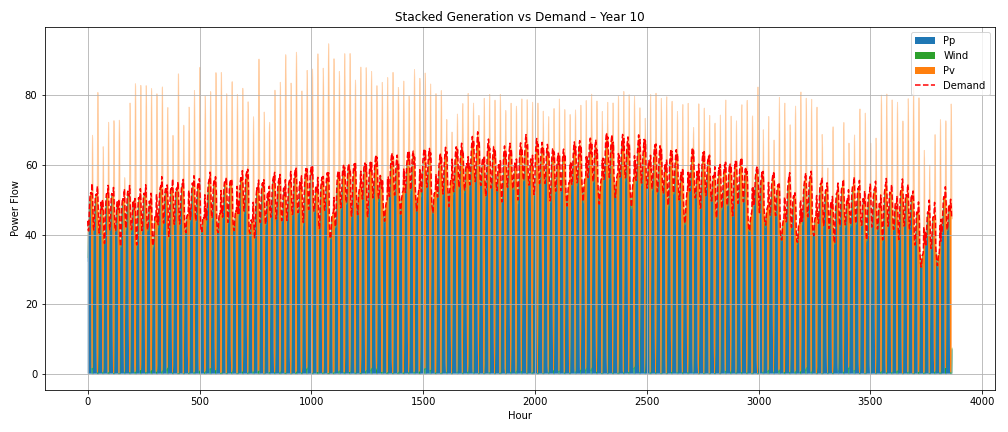 Stacked Generation vs Demand – Year 10
Pp
Wind
Pv
Demand
Power Flow
80
60
40
20
0
0 500 1000 1500 2000 2500 3000 3500 4000
Hour